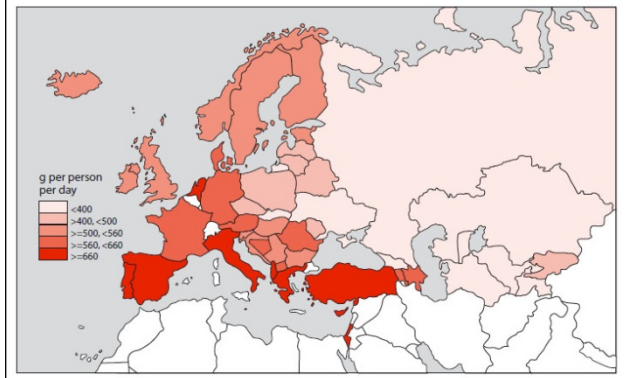 g per person
per day
<400
>400, <500
>=500, <560
>=560, <660
>=660